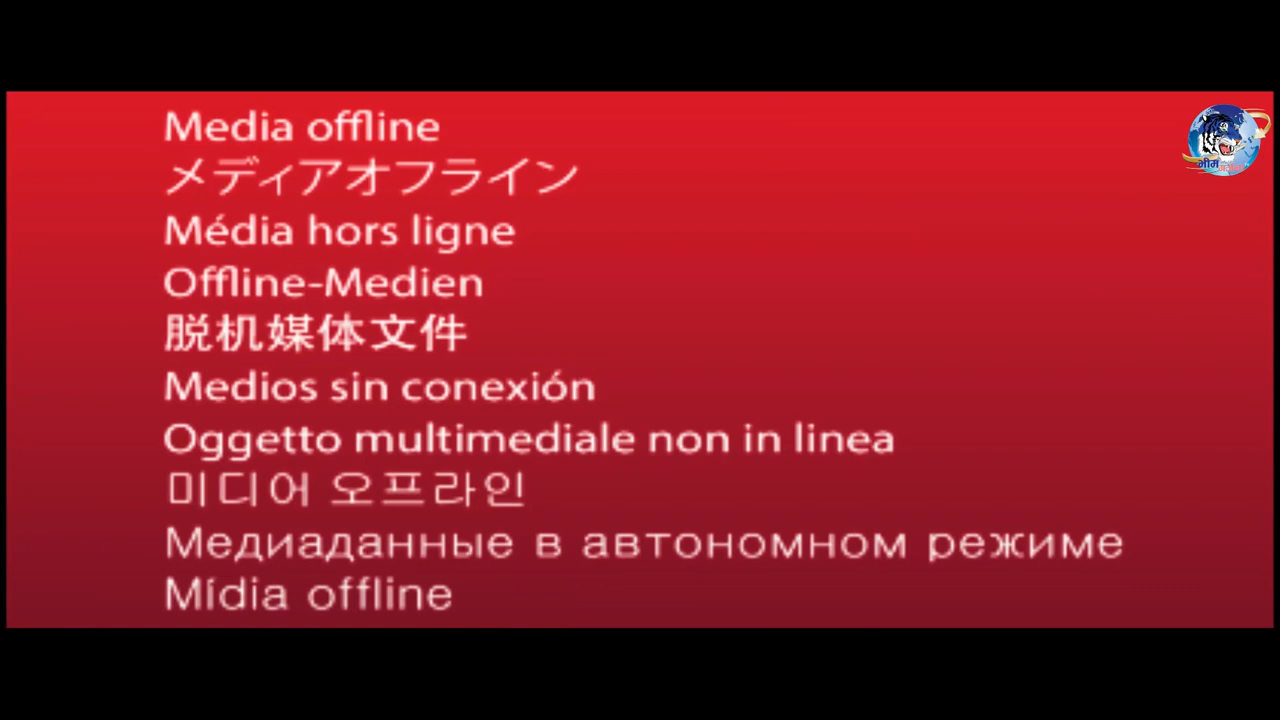 Media offline
メディアオフライン
Média hors ligne
Offline-Medien
脱机媒体文件
Medios sin conexión
Oggetto multimediale non in linea
미디어 오프라인
Медиаданные в автономном режиме
Mídia offline
भीम